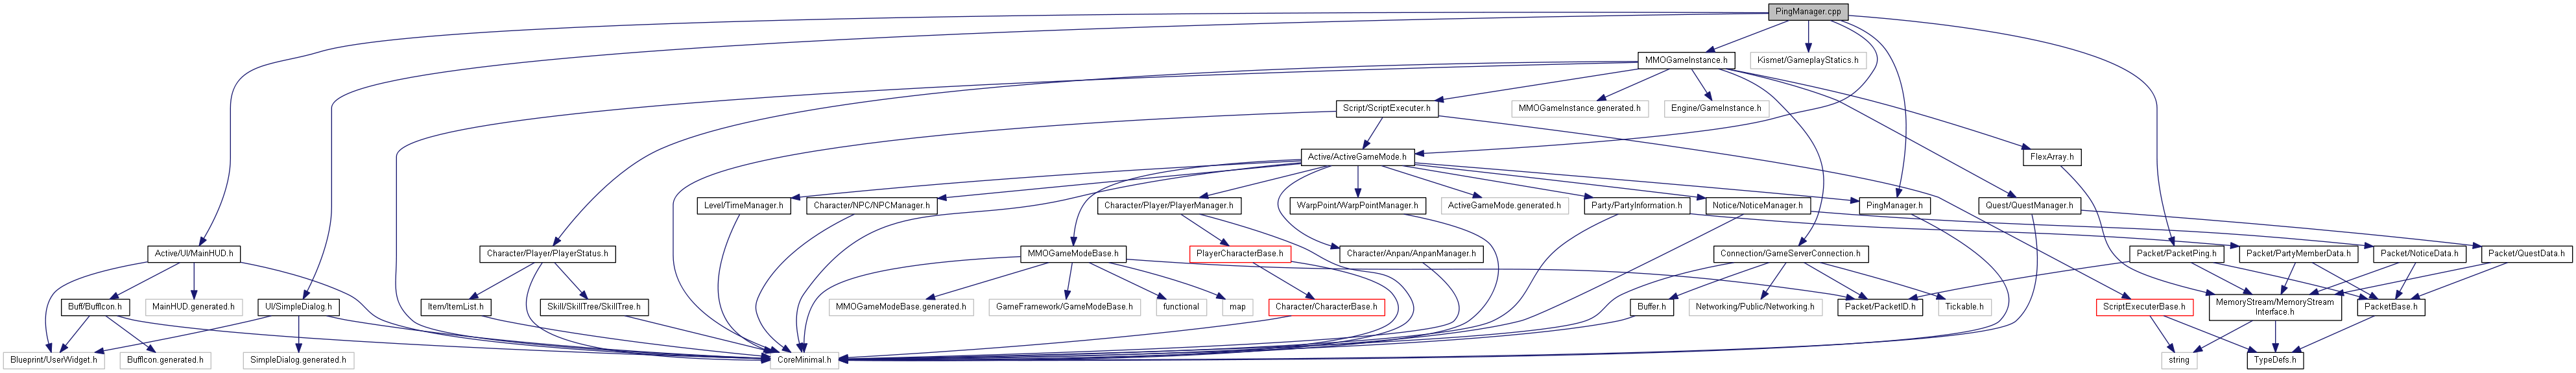 PingManager.cpp
MMOGameInstance.h
Kismet/GameplayStatics.h
Script/ScriptExecuter.h
MMOGameInstance.generated.h
Engine/GameInstance.h
Active/ActiveGameMode.h
FlexArray.h
Level/TimeManager.h
Character/NPC/NPCManager.h
Character/Player/PlayerManager.h
WarpPoint/WarpPointManager.h
ActiveGameMode.generated.h
Party/PartyInformation.h
Notice/NoticeManager.h
PingManager.h
Quest/QuestManager.h
Active/UI/MainHUD.h
Character/Player/PlayerStatus.h
MMOGameModeBase.h
PlayerCharacterBase.h
Character/Anpan/AnpanManager.h
Connection/GameServerConnection.h
Packet/PacketPing.h
Packet/PartyMemberData.h
Packet/NoticeData.h
Packet/QuestData.h
Buff/BuffIcon.h
MainHUD.generated.h
UI/SimpleDialog.h
Item/ItemList.h
Skill/SkillTree/SkillTree.h
MMOGameModeBase.generated.h
GameFramework/GameModeBase.h
functional
map
Character/CharacterBase.h
Buffer.h
Networking/Public/Networking.h
Packet/PacketID.h
Tickable.h
ScriptExecuterBase.h
MemoryStream/MemoryStream
Interface.h
PacketBase.h
Blueprint/UserWidget.h
BuffIcon.generated.h
SimpleDialog.generated.h
CoreMinimal.h
string
TypeDefs.h